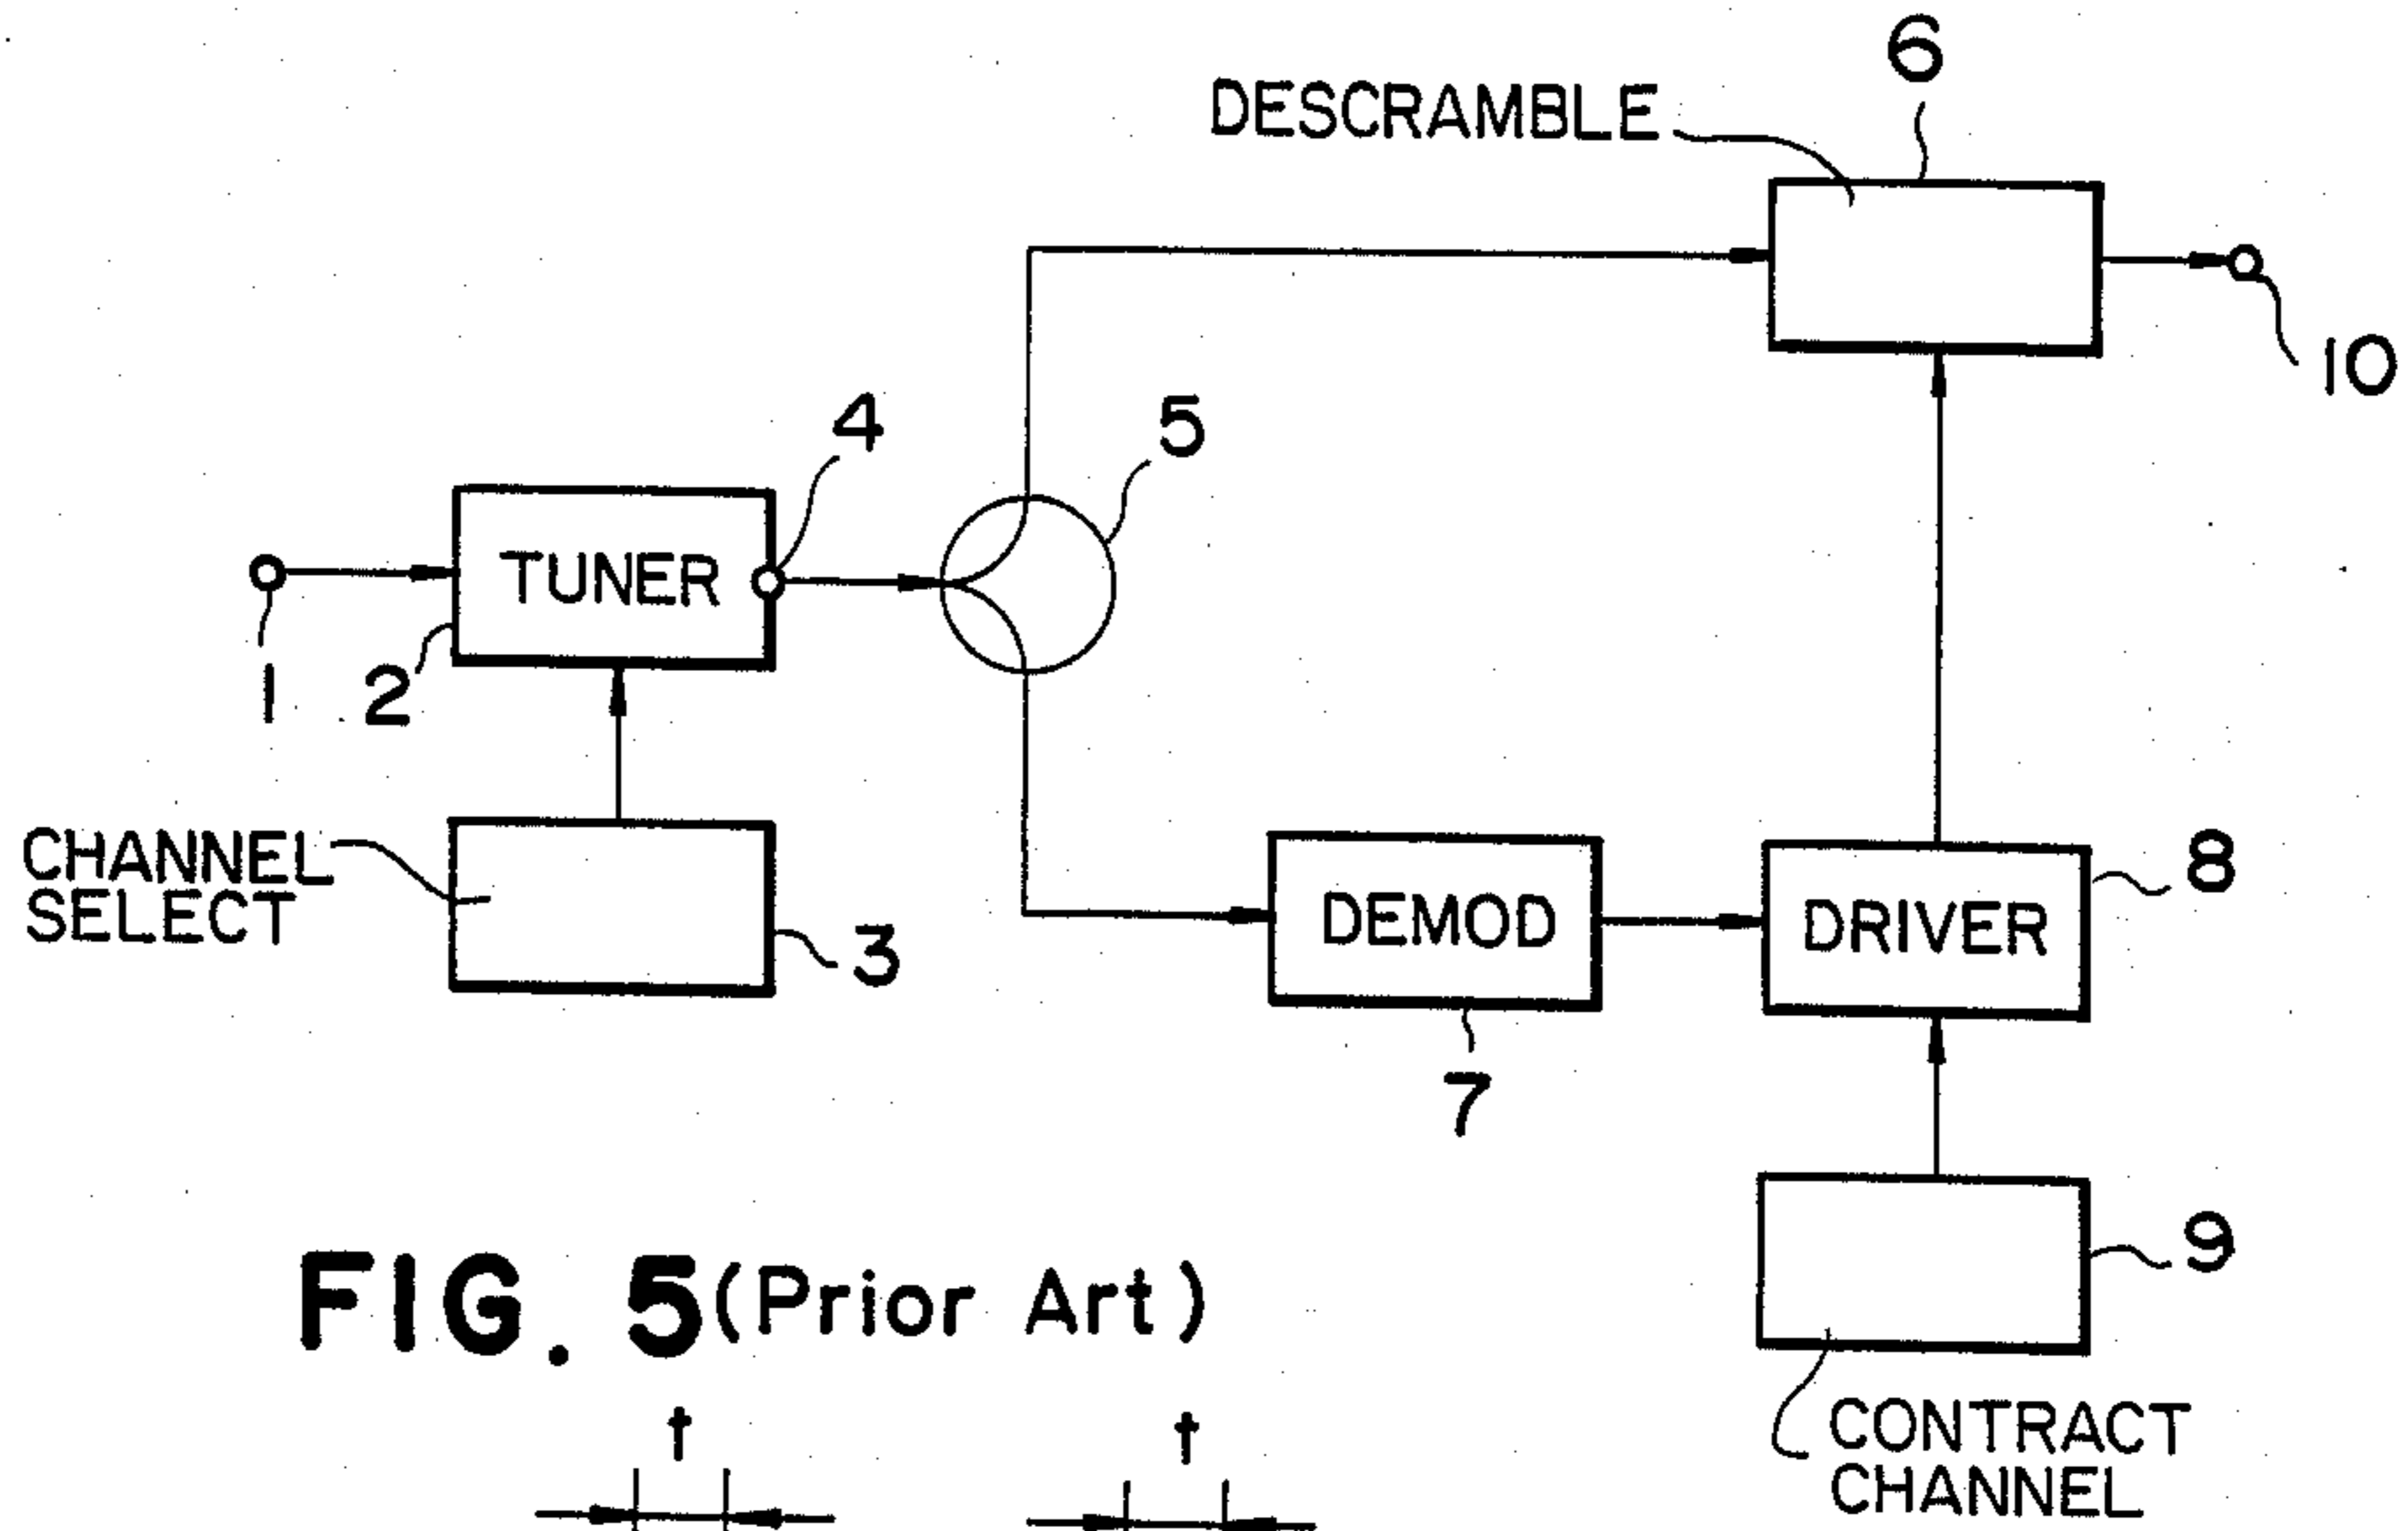 6
DESCRAMBLE
10
4
5
TUNER
1
2
CHANNEL
SELECT
3
DEMOD
DRIVER
8
7
9
FIG. 5 (Prior Art)
CONTRACT
CHANNEL
t
t